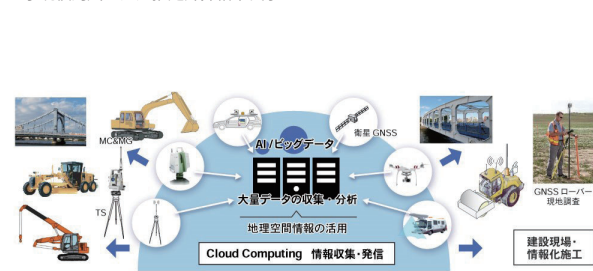 衛星 GNSS
AI /ビッグデータ
MC&MG
大量データの収集・分析
TS
地理空間情報の活用
GNSS ローバー
現地調査
Cloud Computing 情報収集・発信
建設現場・
情報化施工